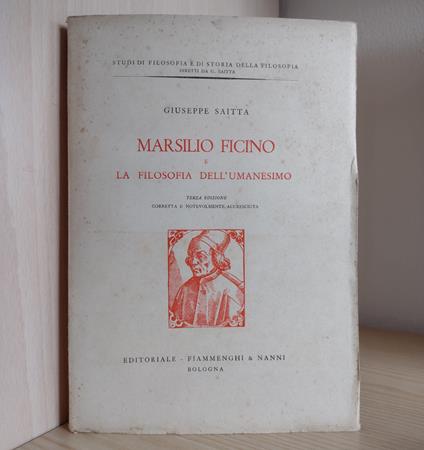 STUDI DI FILOSOFIA E DI STORIA DELLA FILOSOFIA
DIRETTI DA G. SAITTA
GIUSEPPE SAITTA
MARSILIO FICINO
E
LA FILOSOFIA DELL'UMANESIMO
TERZA EDIZIONE
CORRETTA E NOTEVOLMENTE ACCRESCIUTA
EDITORIALE - FIAMMENGHI & NANNI
BOLOGNA